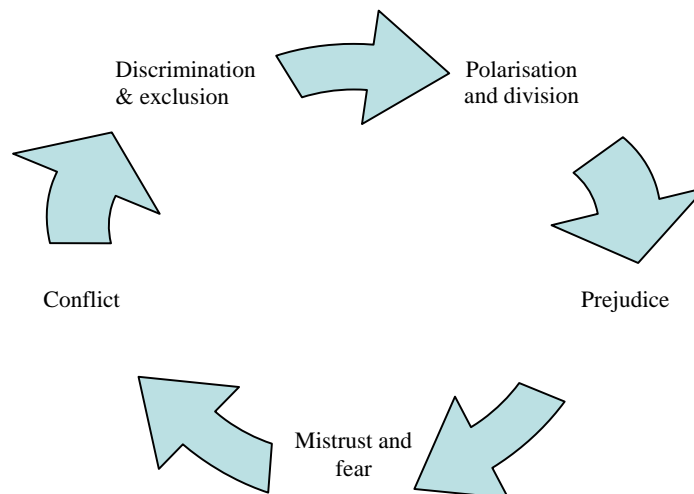 Discrimination
& exclusion
Polarisation
and division
Prejudice
Mistrust and
fear
Conflict